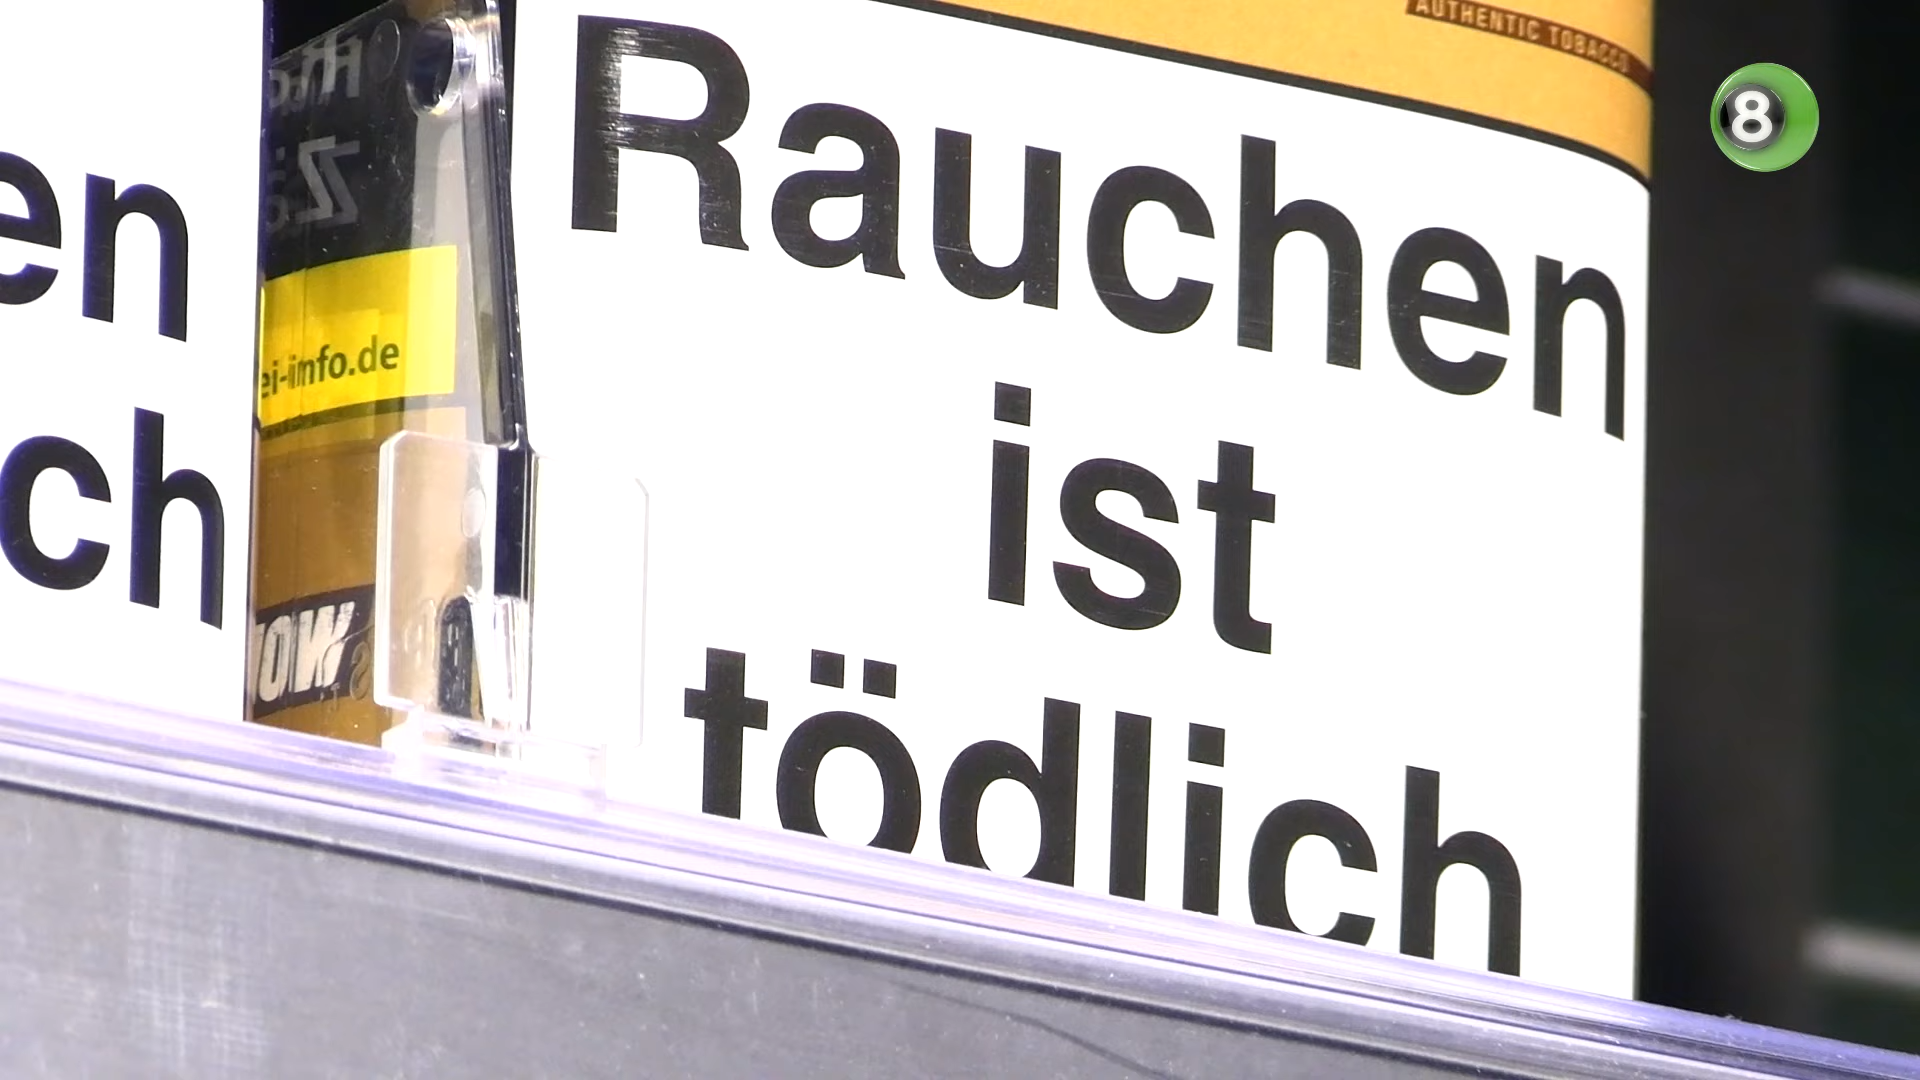 AUTHENTIC TOBACCO
8
Rauchen
ist
tödlich
en
ch
ei-info.de